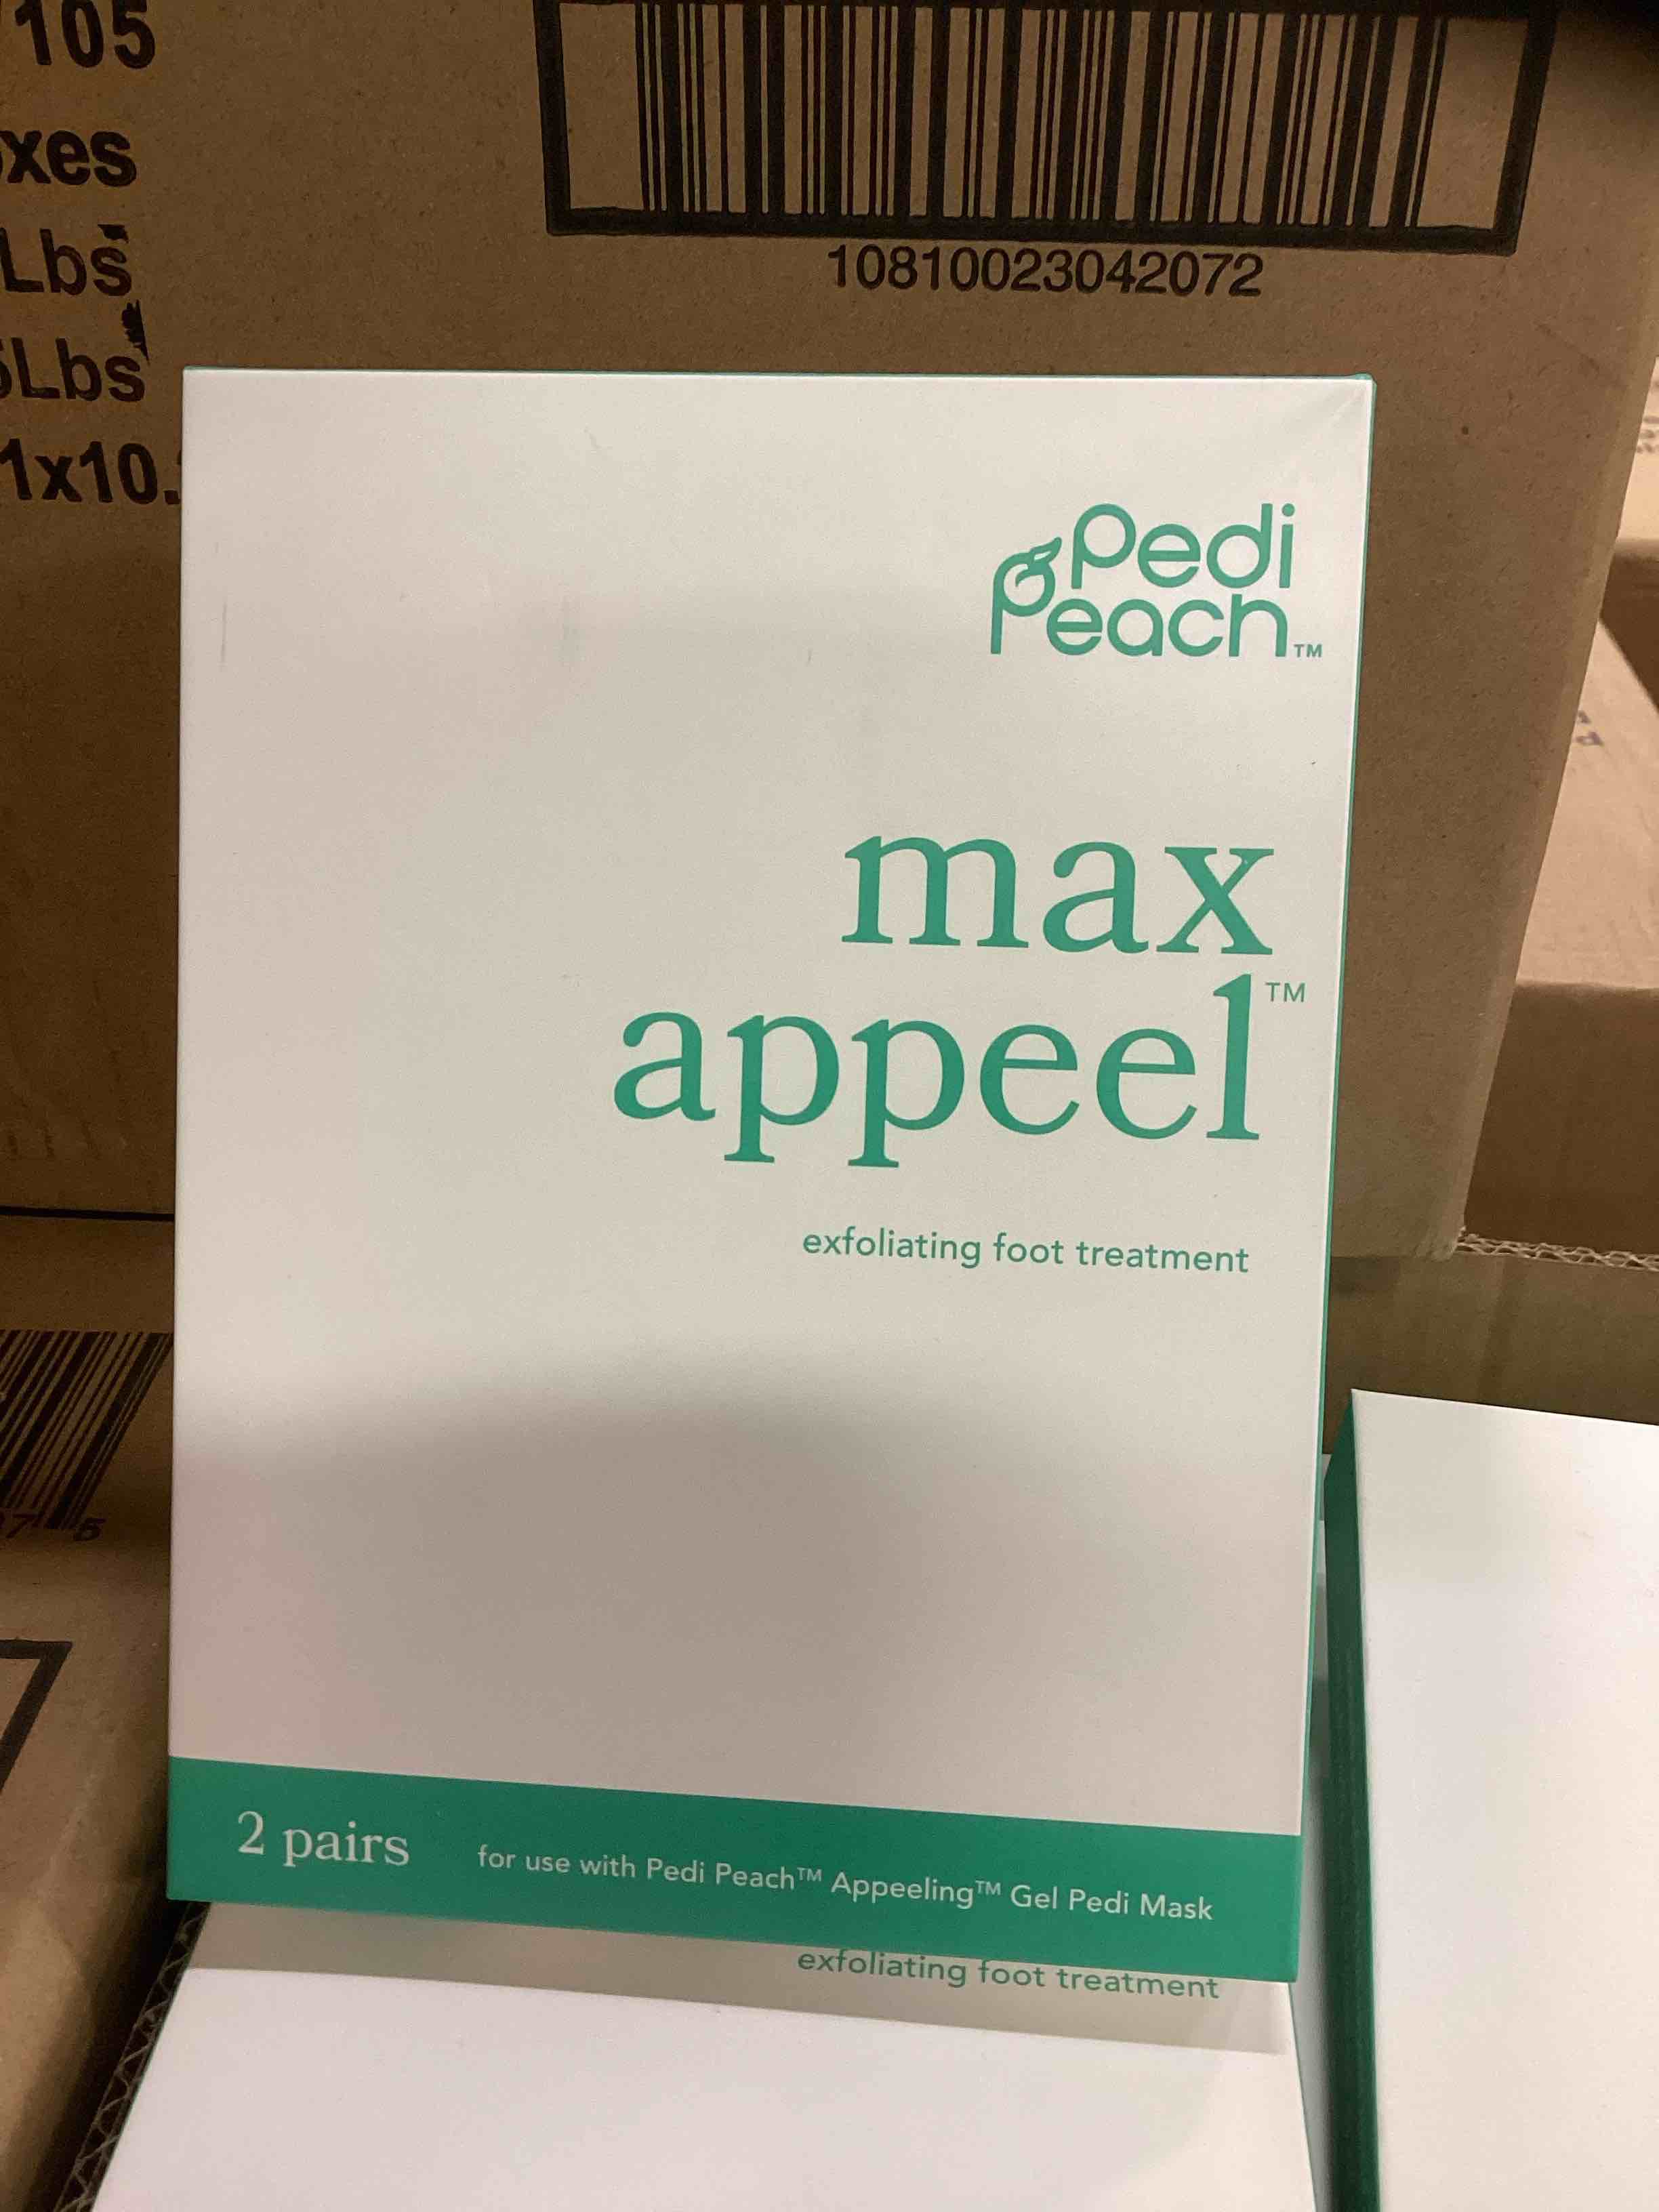 105
xes
Lbs
Lbs
1x10.
10810023042072
Pedi
Peach™
max
appeel™
exfoliating foot treatment
2 pairs
for use with Pedi Peach™ Appeeling™ Gel Pedi Mask
exfoliating foot treatment
7